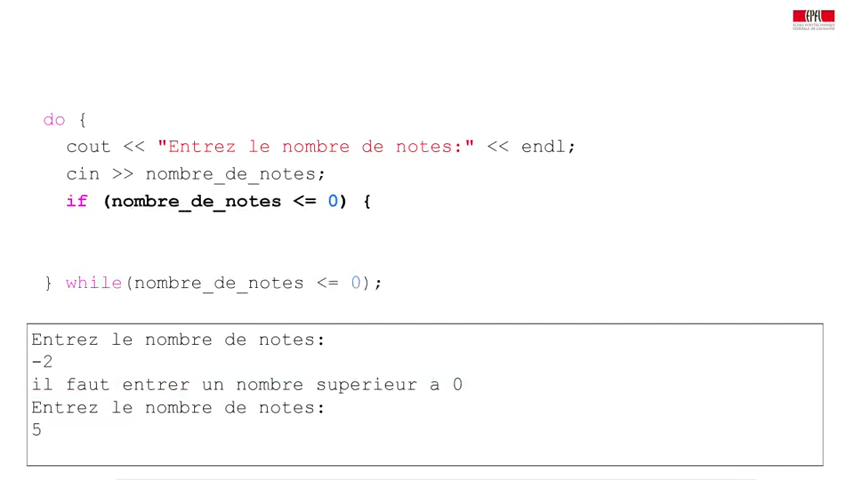 EPFL
do {
cout << "Entrez le nombre de notes:" << endl;
cin >> nombre_de_notes;
if (nombre_de_notes <= 0) {
} while(nombre_de_notes <= 0);
Entrez le nombre de notes:
-2
il faut entrer un nombre superieur a 0
Entrez le nombre de notes:
5